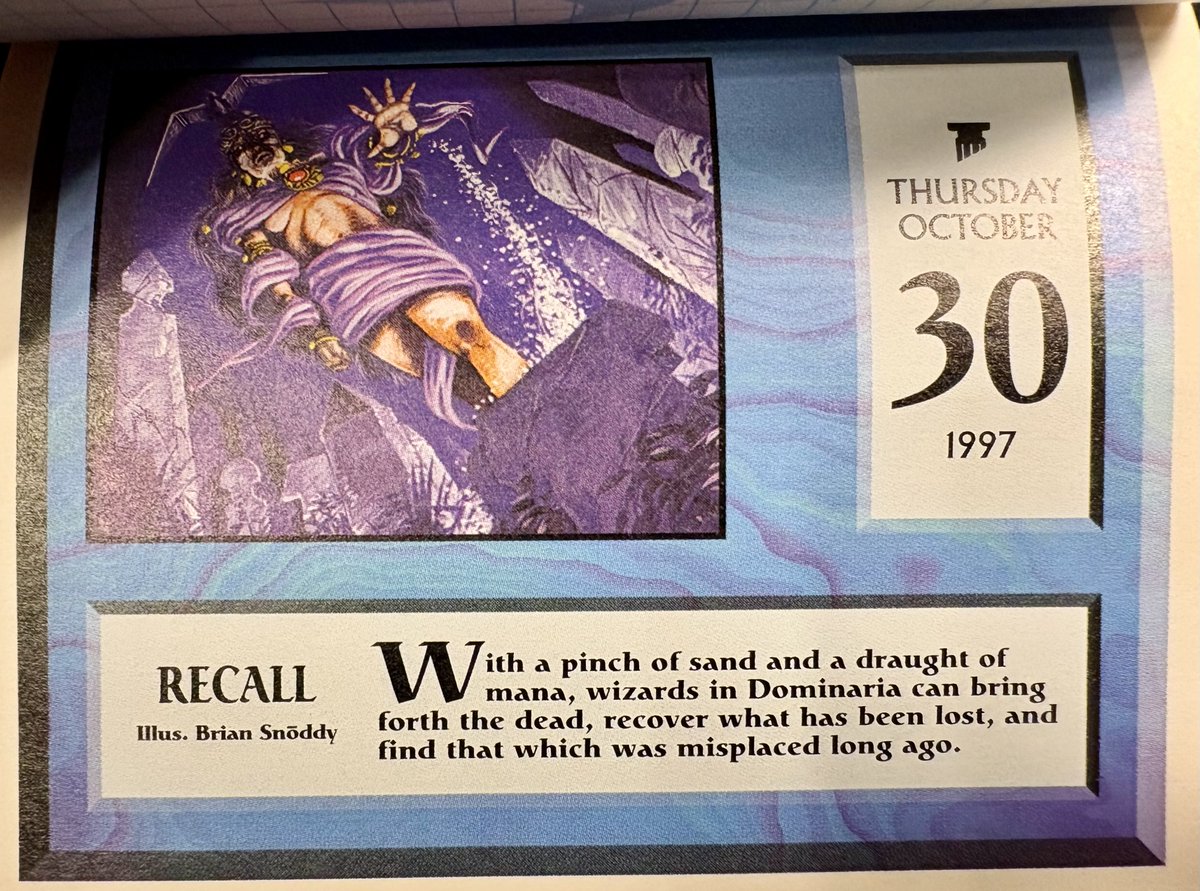 THURSDAY
OCTOBER
30
1997
RECALL
Illus. Brian Snōddy
With a pinch of sand and a draught of
mana, wizards in Dominaria can bring
forth the dead, recover what has been lost, and
find that which was misplaced long ago.